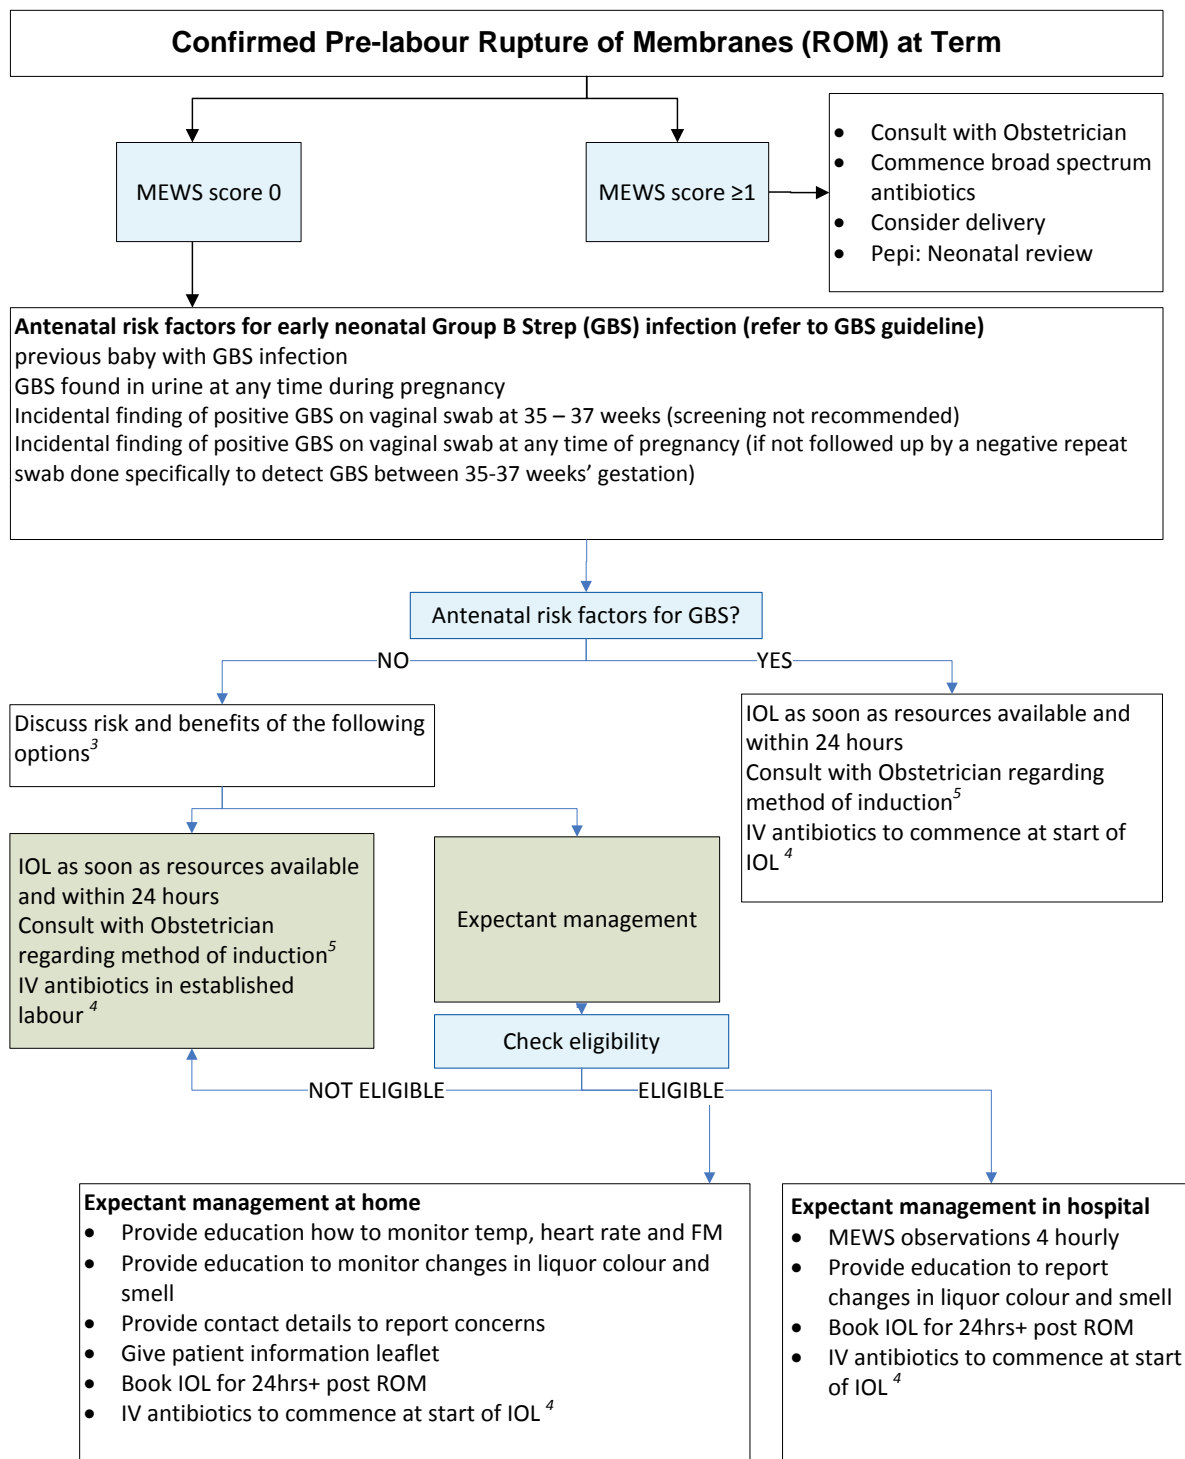 Confirmed Pre-labour Rupture of Membranes (ROM) at Term
MEWS score 0
MEWS score ≥1
• Consult with Obstetrician
• Commence broad spectrum
antibiotics
• Consider delivery
• Pepi: Neonatal review
Antenatal risk factors for early neonatal Group B Strep (GBS) infection (refer to GBS guideline)
previous baby with GBS infection
GBS found in urine at any time during pregnancy
Incidental finding of positive GBS on vaginal swab at 35 – 37 weeks (screening not recommended)
Incidental finding of positive GBS on vaginal swab at any time of pregnancy (if not followed up by a negative repeat
swab done specifically to detect GBS between 35-37 weeks’ gestation)
Antenatal risk factors for GBS?
NO
YES
Discuss risk and benefits of the following
options3
IOL as soon as resources available and
within 24 hours
Consult with Obstetrician regarding
method of induction5
IV antibiotics to commence at start of
IOL 4
IOL as soon as resources available
and within 24 hours
Consult with Obstetrician
regarding method of induction5
IV antibiotics in established
labour 4
Expectant management
Check eligibility
NOT ELIGIBLE
ELIGIBLE
Expectant management at home
• Provide education how to monitor temp, heart rate and FM
• Provide education to monitor changes in liquor colour and
smell
• Provide contact details to report concerns
• Give patient information leaflet
• Book IOL for 24hrs+ post ROM
• IV antibiotics to commence at start of IOL 4
Expectant management in hospital
• MEWS observations 4 hourly
• Provide education to report
changes in liquor colour and smell
• Book IOL for 24hrs+ post ROM
• IV antibiotics to commence at start
of IOL 4